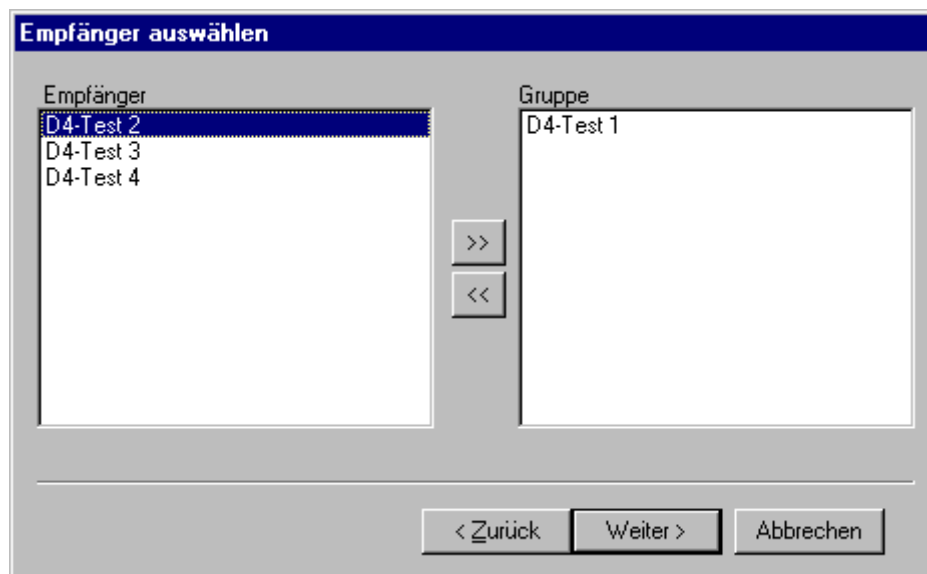 Empfänger auswählen
Empfänger
D4-Test 2
D4-Test 3
D4-Test 4
>>
<<
Gruppe
D4-Test 1
< Zurück
Weiter >
Abbrechen